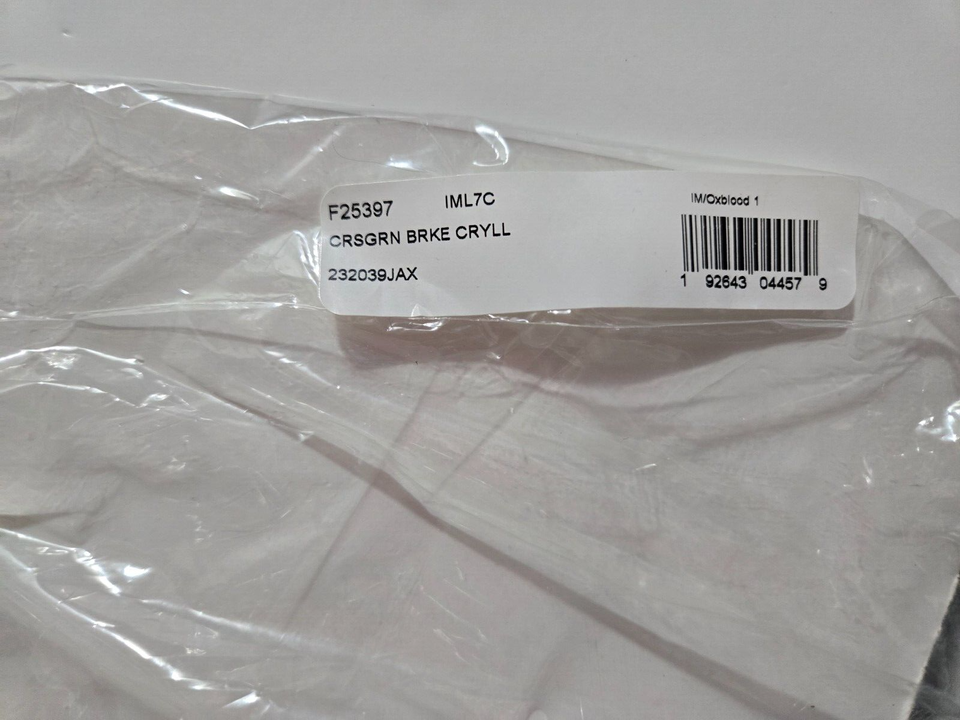 F25397 IML7C IM/Oxblood 1
CRSGRN BRKE CRYLL
232039JAX
1 92643 04457 9